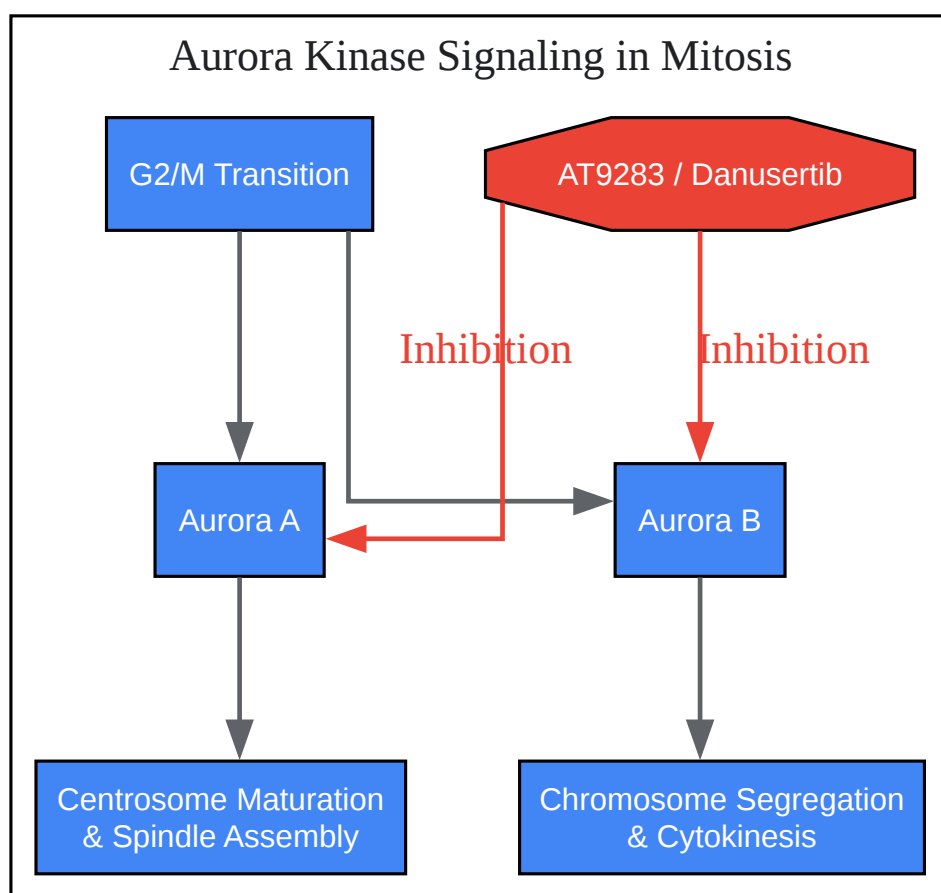 Aurora Kinase Signaling in Mitosis
G2/M Transition
AT9283 / Danusertib
Inhibition
Inhibition
Aurora A
Aurora B
Centrosome Maturation
& Spindle Assembly
Chromosome Segregation
& Cytokinesis